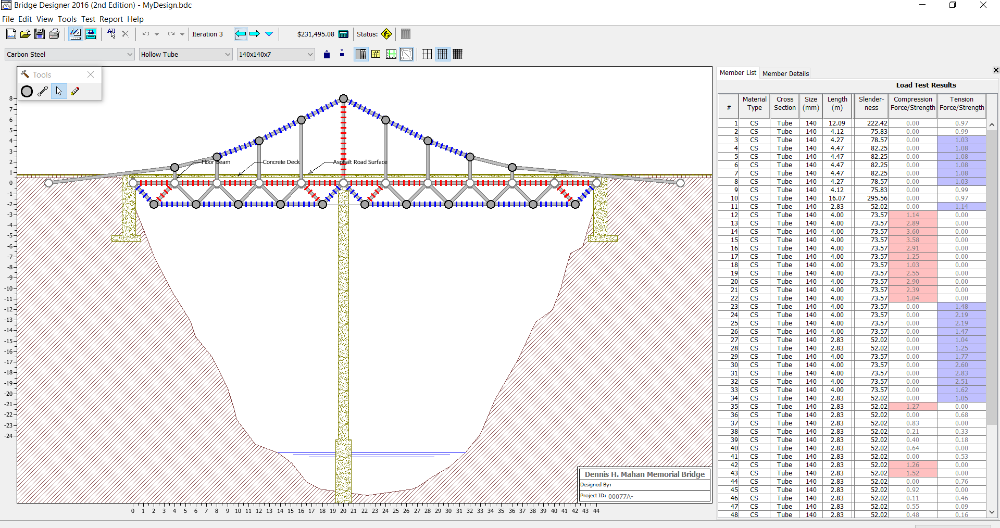 Bridge Designer 2016 (2nd Edition) - MyDesign.bdc
File Edit View Tools Test Report Help
Iteration 3 $231,495.08 Status:
Carbon Steel Hollow Tube 140x140x7
Tools
8
7
6
5
4
3
2
1
0
-1
-2
-3
-4
-5
-6
-7
-8
-9
-10
-11
-12
-13
-14
-15
-16
-17
-18
-19
-20
-21
-22
-23
-24
Floor Beam Concrete Deck Asphalt Road Surface
Dennis H. Mahan Memorial Bridge
Designed By:
Project ID: 00077A-
0 1 2 3 4 5 6 7 8 9 10 11 12 13 14 15 16 17 18 19 20 21 22 23 24 25 26 27 28 29 30 31 32 33 34 35 36 37 38 39 40 41 42 43 44
Member List Member Details
Load Test Results
# Material Type Cross Section Size (mm) Length (m) Slender-ness Compression Force/Strength Tension Force/Strength
1 CS Tube 140 12.09 222.42 0.00 0.97
2 CS Tube 140 4.12 75.83 0.00 0.99
3 CS Tube 140 4.27 78.57 0.00 1.03
4 CS Tube 140 4.47 82.25 0.00 1.08
5 CS Tube 140 4.47 82.25 0.00 1.08
6 CS Tube 140 4.47 82.25 0.00 1.08
7 CS Tube 140 4.47 82.25 0.00 1.08
8 CS Tube 140 4.27 78.57 0.00 1.03
9 CS Tube 140 4.12 75.83 0.00 0.99
10 CS Tube 140 16.07 295.56 0.00 0.97
11 CS Tube 140 2.83 52.02 0.00 1.14
12 CS Tube 140 4.00 73.57 1.14 0.00
13 CS Tube 140 4.00 73.57 2.89 0.00
14 CS Tube 140 4.00 73.57 3.60 0.00
15 CS Tube 140 4.00 73.57 3.58 0.00
16 CS Tube 140 4.00 73.57 2.91 0.00
17 CS Tube 140 4.00 73.57 1.25 0.00
18 CS Tube 140 4.00 73.57 1.03 0.00
19 CS Tube 140 4.00 73.57 2.55 0.00
20 CS Tube 140 4.00 73.57 2.90 0.00
21 CS Tube 140 4.00 73.57 2.39 0.00
22 CS Tube 140 4.00 73.57 1.04 0.00
23 CS Tube 140 4.00 73.57 0.00 1.48
24 CS Tube 140 4.00 73.57 0.00 2.19
25 CS Tube 140 4.00 73.57 0.00 2.19
26 CS Tube 140 4.00 73.57 0.00 1.47
27 CS Tube 140 2.83 52.02 0.00 1.04
28 CS Tube 140 2.83 52.02 0.00 1.25
29 CS Tube 140 4.00 73.57 0.00 1.77
30 CS Tube 140 4.00 73.57 0.00 2.60
31 CS Tube 140 4.00 73.57 0.00 2.83
32 CS Tube 140 4.00 73.57 0.00 2.51
33 CS Tube 140 4.00 73.57 0.00 1.62
34 CS Tube 140 2.83 52.02 0.00 1.05
35 CS Tube 140 2.83 52.02 1.27 0.00
36 CS Tube 140 2.83 52.02 0.00 0.68
37 CS Tube 140 2.83 52.02 0.83 0.00
38 CS Tube 140 2.83 52.02 0.21 0.33
39 CS Tube 140 2.83 52.02 0.40 0.18
40 CS Tube 140 2.83 52.02 0.64 0.00
41 CS Tube 140 2.83 52.02 0.00 0.53
42 CS Tube 140 2.83 52.02 1.26 0.00
43 CS Tube 140 2.83 52.02 1.52 0.00
44 CS Tube 140 2.83 52.02 0.00 0.76
45 CS Tube 140 2.83 52.02 0.92 0.00
46 CS Tube 140 2.83 52.02 0.11 0.46
47 CS Tube 140 2.83 52.02 0.55 0.09
48 CS Tube 140 2.83 52.02 0.48 0.16